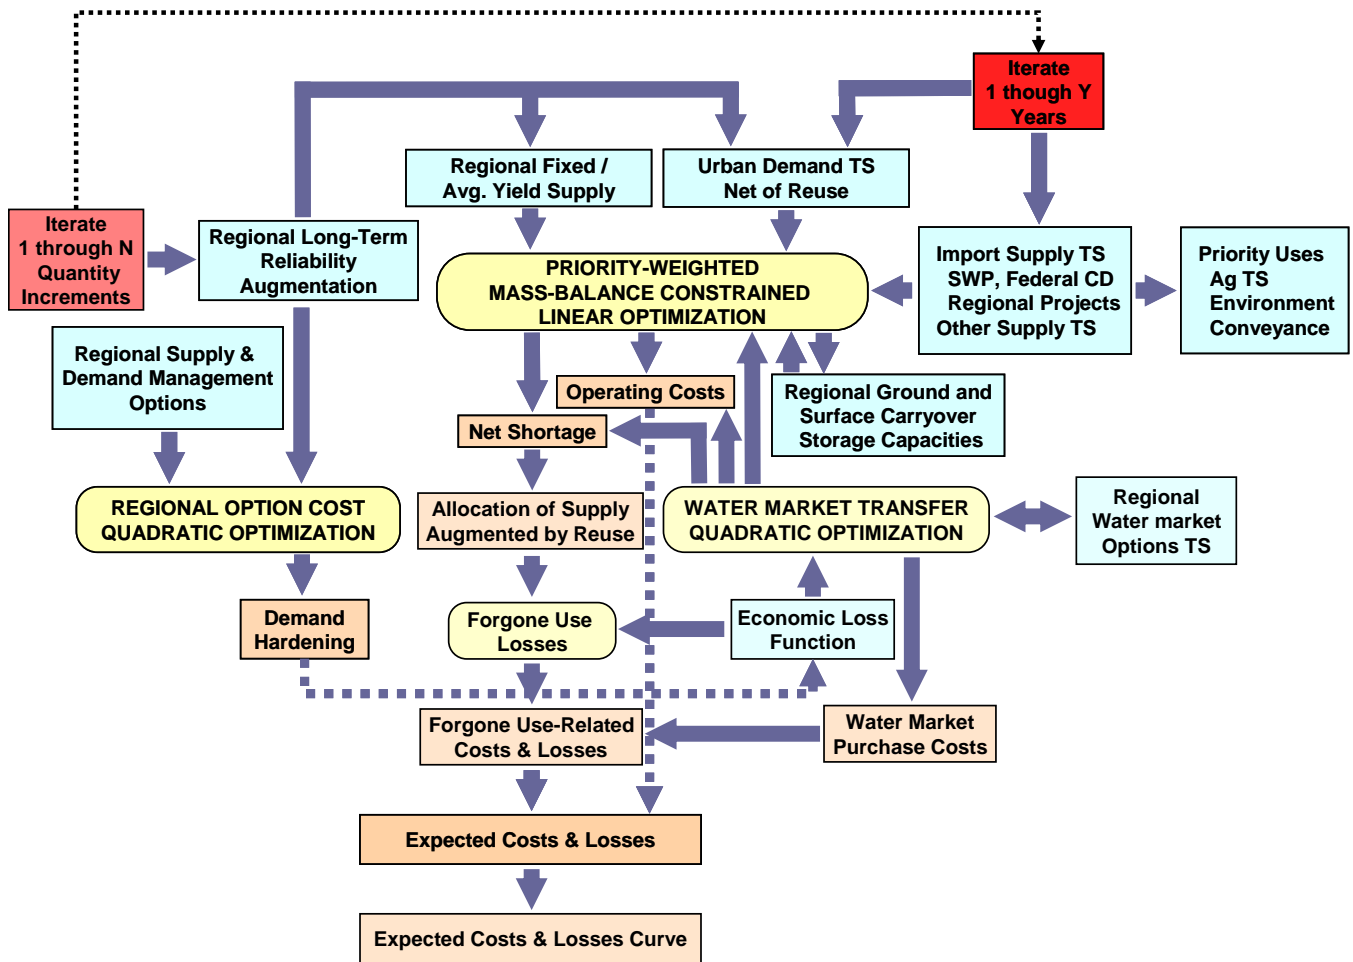 Iterate
1 though Y
Years
Regional Fixed /
Avg. Yield Supply
Urban Demand TS
Net of Reuse
Iterate
1 through N
Quantity
Increments
Regional Long-Term
Reliability
Augmentation
PRIORITY-WEIGHTED
MASS-BALANCE CONSTRAINED
LINEAR OPTIMIZATION
Import Supply TS
SWP, Federal CD
Regional Projects
Other Supply TS
Priority Uses
Ag TS
Environment
Conveyance
Regional Supply &
Demand Management
Options
Operating Costs
Regional Ground and
Surface Carryover
Storage Capacities
Net Shortage
REGIONAL OPTION COST
QUADRATIC OPTIMIZATION
Allocation of Supply
Augmented by Reuse
WATER MARKET TRANSFER
QUADRATIC OPTIMIZATION
Regional
Water market
Options TS
Demand
Hardening
Forgone Use
Losses
Economic Loss
Function
Forgone Use-Related
Costs & Losses
Water Market
Purchase Costs
Expected Costs & Losses
Expected Costs & Losses Curve